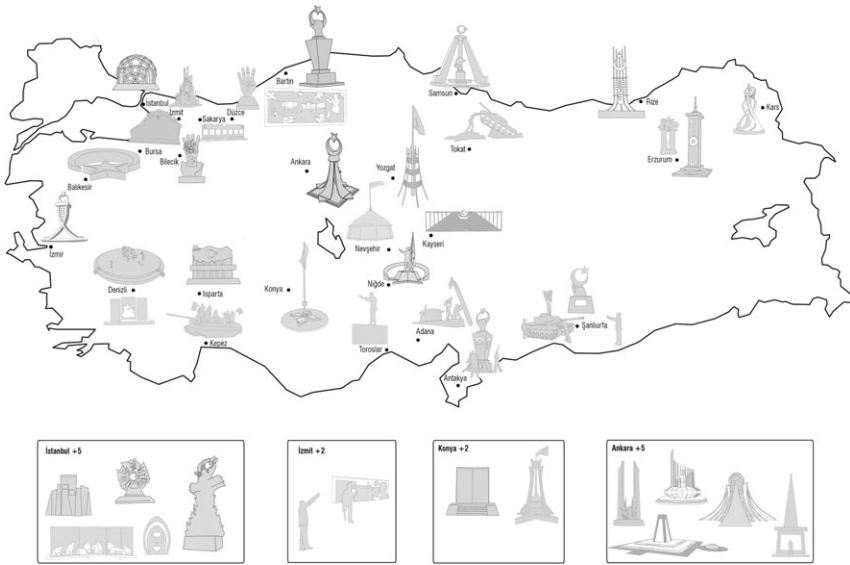 Bartın
Samsun
Rize
Kars
İstanbul
İzmit
Sakarya
Düzce
Bursa
Bilecik
Tokat
Erzurum
Balıkesir
Ankara
Yozgat
İzmir
Nevşehir
Kayseri
Denizli
Isparta
Konya
Niğde
Kepez
Toroslar
Adana
Şanlıurfa
Antakya
İstanbul +5
İzmit +2
Konya +2
Ankara +5